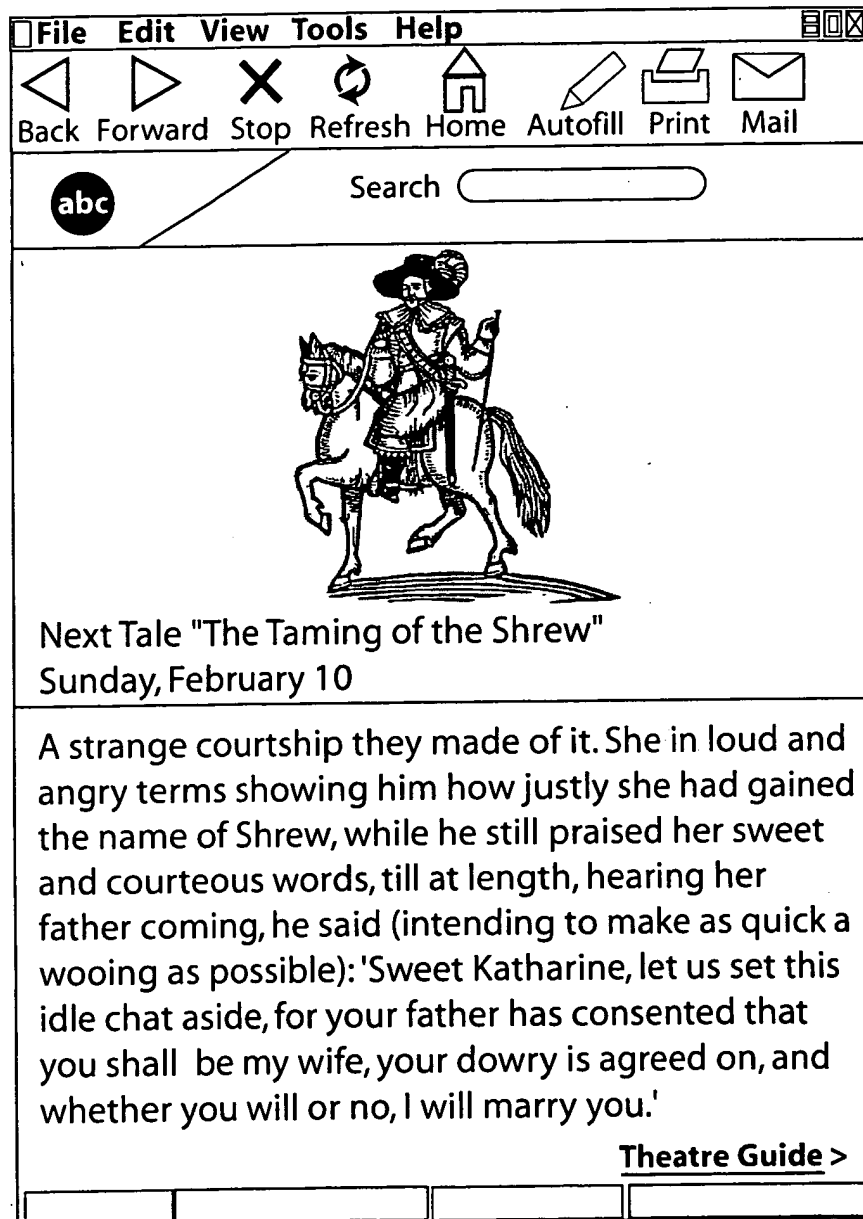 File Edit View Tools Help
Back Forward Stop Refresh Home Autofill Print Mail
abc Search
Next Tale "The Taming of the Shrew"
Sunday, February 10
A strange courtship they made of it. She in loud and
angry terms showing him how justly she had gained
the name of Shrew, while he still praised her sweet
and courteous words, till at length, hearing her
father coming, he said (intending to make as quick a
wooing as possible): 'Sweet Katharine, let us set this
idle chat aside, for your father has consented that
you shall  be my wife, your dowry is agreed on, and
whether you will or no, I will marry you.'
Theatre Guide >